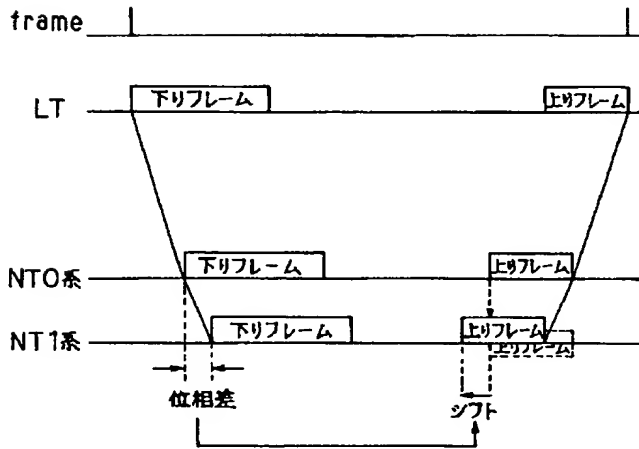 frame
LT 下りフレーム 上りフレーム
NT0系 下りフレーム 上りフレーム
NT1系 下りフレーム 上りフレーム 上りフレーム
位相差 シフト